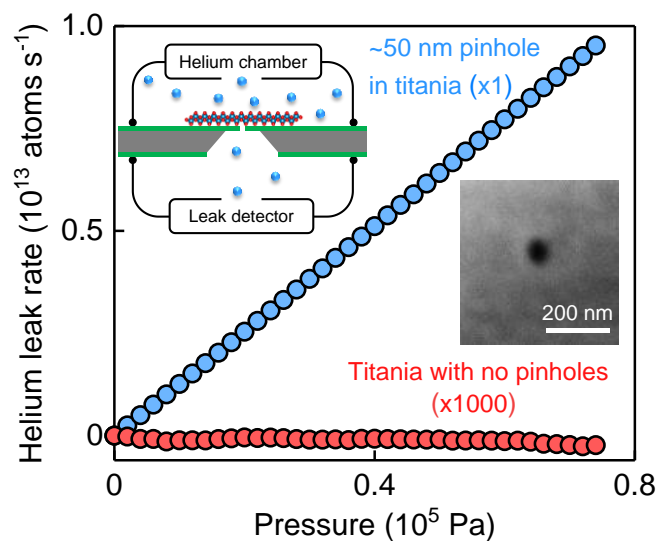 1.0
0.5
0
Helium leak rate (10¹³ atoms s⁻¹)
Helium chamber
Leak detector
~50 nm pinhole
in titania (x1)
200 nm
Titania with no pinholes
(x1000)
0
0.4
0.8
Pressure (10⁵ Pa)